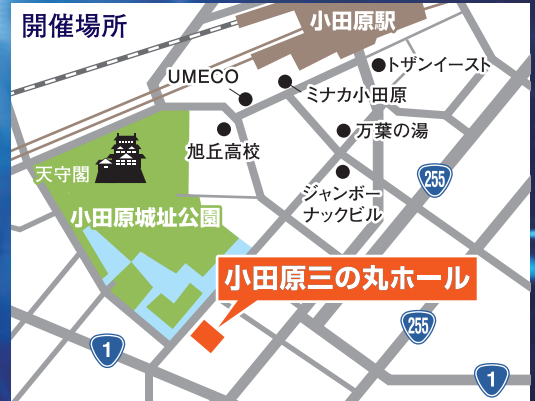 開催場所
小田原駅
トザンイースト
UMECO
ミナカ小田原
万葉の湯
旭丘高校
天守閣
ジャンボー
ナックビル
255
小田原城址公園
小田原三の丸ホール
255
1
1